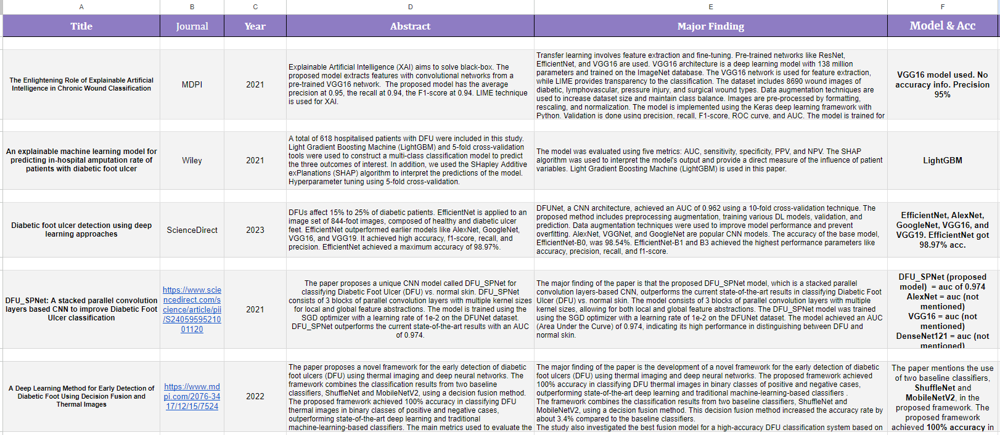 A B C D E F
Title Journal Year Abstract Major Finding Model & Acc
The Enlightening Role of Explainable Artificial
Intelligence in Chronic Wound Classification
MDPI
2021
Explainable Artificial Intelligence (XAI) aims to solve black-box. The
proposed model extracts features with convolutional networks from a
pre-trained VGG16 network. The proposed model has the average
precision at 0.95, the recall at 0.94, the F1-score at 0.94. LIME technique
is used for XAI.
Transfer learning involves feature extraction and fine-tuning. Pre-trained networks like ResNet,
EfficientNet, and VGG16 are used. VGG16 architecture is a deep learning model with 138 million
parameters and trained on the ImageNet database. The VGG16 network is used for feature extraction,
while LIME provides transparency to the classification. The dataset includes 8690 wound images of
diabetic, lymphovascular, pressure injury, and surgical wound types. Data augmentation techniques are
used to increase dataset size and maintain class balance. Images are pre-processed by formatting,
rescaling, and normalization. The model is implemented using the Keras deep learning framework with
Python. Validation is done using precision, recall, F1-score, ROC curve, and AUC. The model is trained for
VGG16 model used. No
accuracy info. Precision
95%
An explainable machine learning model for
predicting in-hospital amputation rate of
patients with diabetic foot ulcer
Wiley
2021
A total of 618 hospitalised patients with DFU were included in this study.
Light Gradient Boosting Machine (LightGBM) and 5-fold cross-validation
tools were used to construct a multi-class classification model to predict
the three outcomes of interest. In addition, we used the SHapley Additive
exPlanations (SHAP) algorithm to interpret the predictions of the model.
Hyperparameter tuning using 5-fold cross-validation.
The model was evaluated using five metrics: AUC, sensitivity, specificity, PPV, and NPV. The SHAP
algorithm was used to interpret the model's output and provide a direct measure of the influence of patient
variables. Light Gradient Boosting Machine (LightGBM) is used in this paper.
LightGBM
Diabetic foot ulcer detection using deep
learning approaches
ScienceDirect
2023
DFUs affect 15% to 25% of diabetic patients. EfficientNet is applied to an
image set of 844-foot images, composed of healthy and diabetic ulcer
feet. EfficientNet outperformed earlier models like AlexNet, GoogleNet,
VGG16, and VGG19. It achieved high accuracy, f1-score, recall, and
precision. EfficientNet achieved a maximum accuracy of 98.97%.
DFUNet, a CNN architecture, achieved an AUC of 0.962 using a 10-fold cross-validation technique. The
proposed method includes preprocessing augmentation, training various DL models, validation, and
prediction. Data augmentation techniques were used to improve model performance and prevent
overfitting. AlexNet, VGGNet, and GoogleNet are popular CNN models. The accuracy of the base model,
EfficientNet-B0, was 98.54%. EfficientNet-B1 and B3 achieved the highest performance parameters like
accuracy, precision, recall, and f1-score.
EfficientNet, AlexNet,
GoogleNet, VGG16, and
VGG19. EfficientNet got
98.97% acc.
DFU_SPNet: A stacked parallel convolution
layers based CNN to improve Diabetic Foot
Ulcer classification
https://www.scie
ncedirect.com/s
cience/article/pii
/S24059595210
01120
2021
The paper proposes a unique CNN model called DFU_SPNet for
classifying Diabetic Foot Ulcer (DFU) vs. normal skin. DFU_SPNet
consists of 3 blocks of parallel convolution layers with multiple kernel sizes
for local and global feature abstractions. The model is trained using the
SGD optimizer with a learning rate of 1e-2 on the DFUNet dataset.
DFU_SPNet outperforms the current state-of-the-art results with an AUC
of 0.974.
The major finding of the paper is that the proposed DFU_SPNet model, which is a stacked parallel
convolution layers-based CNN, outperforms the current state-of-the-art results in classifying Diabetic Foot
Ulcer (DFU) vs. normal skin. The model consists of 3 blocks of parallel convolution layers with multiple
kernel sizes, allowing for both local and global feature abstractions. The DFU_SPNet model was trained
using the SGD optimizer with a learning rate of 1e-2 on the DFUNet dataset. The model achieved an AUC
(Area Under the Curve) of 0.974, indicating its high performance in distinguishing between DFU and
normal skin.
DFU_SPNet (proposed
model) = auc of 0.974
AlexNet = auc (not
mentioned)
VGG16 = auc (not
mentioned)
DenseNet121 = auc (not
mentioned)
A Deep Learning Method for Early Detection of
Diabetic Foot Using Decision Fusion and
Thermal Images
https://www.md
pi.com/2076-34
17/12/15/7524
2022
The paper proposes a novel framework for the early detection of diabetic
foot ulcers (DFU) using thermal imaging and deep neural networks. The
framework combines the classification results from two baseline
classifiers, ShuffleNet and MobileNetV2, using a decision fusion method.
The proposed framework achieved 100% accuracy in classifying DFU
thermal images in binary classes of positive and negative cases,
outperforming state-of-the-art deep learning and traditional
machine-learning-based classifiers. The main metrics used to evaluate the
The major finding of the paper is the development of a novel framework for the early detection of diabetic
foot ulcers (DFU) using thermal imaging and deep neural networks. The proposed framework achieved
100% accuracy in classifying DFU thermal images in binary classes of positive and negative cases,
outperforming state-of-the-art deep learning and traditional machine-learning-based classifiers .
The framework combines the classification results from two baseline classifiers, ShuffleNet and
MobileNetV2, using a decision fusion method. This decision fusion method increased the accuracy rate by
about 3.4% compared to the baseline classifiers.
The study also investigated the best fusion model for a high-accuracy DFU classification system based on
The paper mentions the use
of two baseline classifiers,
ShuffleNet and
MobileNetV2, in the
proposed framework. The
proposed framework
achieved 100% accuracy in